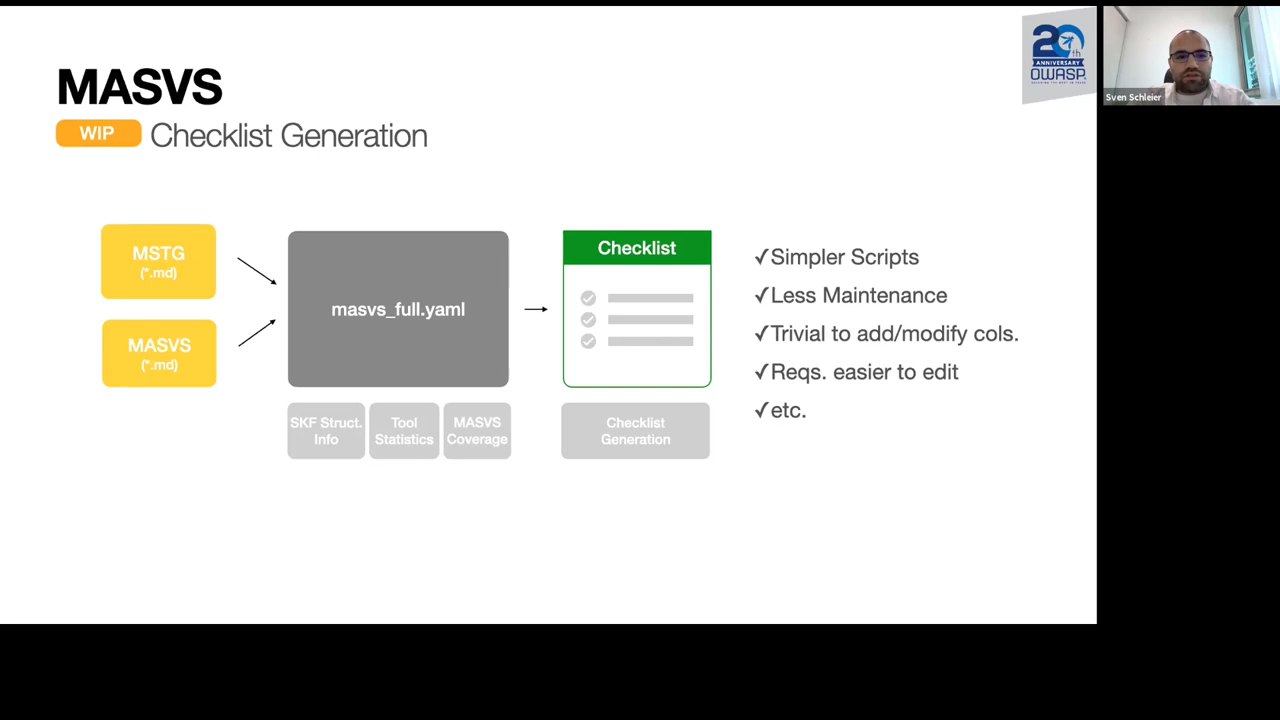 MASVS
WIP Checklist Generation
20th
ANNIVERSARY
OWASP
Sven Schleier
MSTG
(*.md)
MASVS
(*.md)
masvs_full.yaml
Checklist
SKF Struct.
Info
Tool
Statistics
MASVS
Coverage
Checklist
Generation
✓Simpler Scripts
✓Less Maintenance
✓Trivial to add/modify cols.
✓Reqs. easier to edit
✓etc.